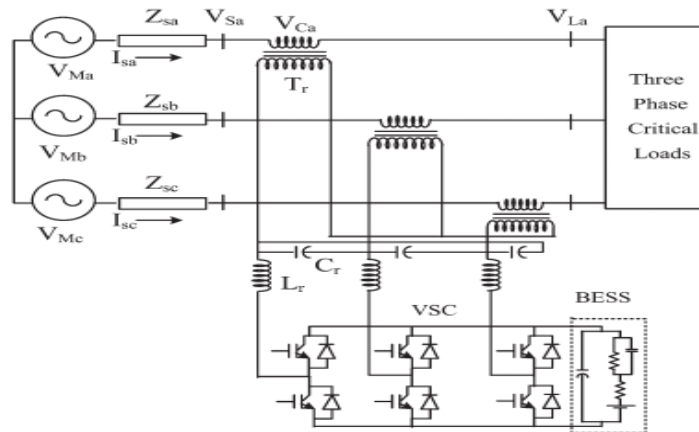 Z_sa
V_Sa
V_Ca
V_La
V_Ma
I_sa
T_r
Z_sb
V_Mb
I_sb
Z_sc
V_Mc
I_sc
Three
Phase
Critical
Loads
C_r
L_r
VSC
BESS